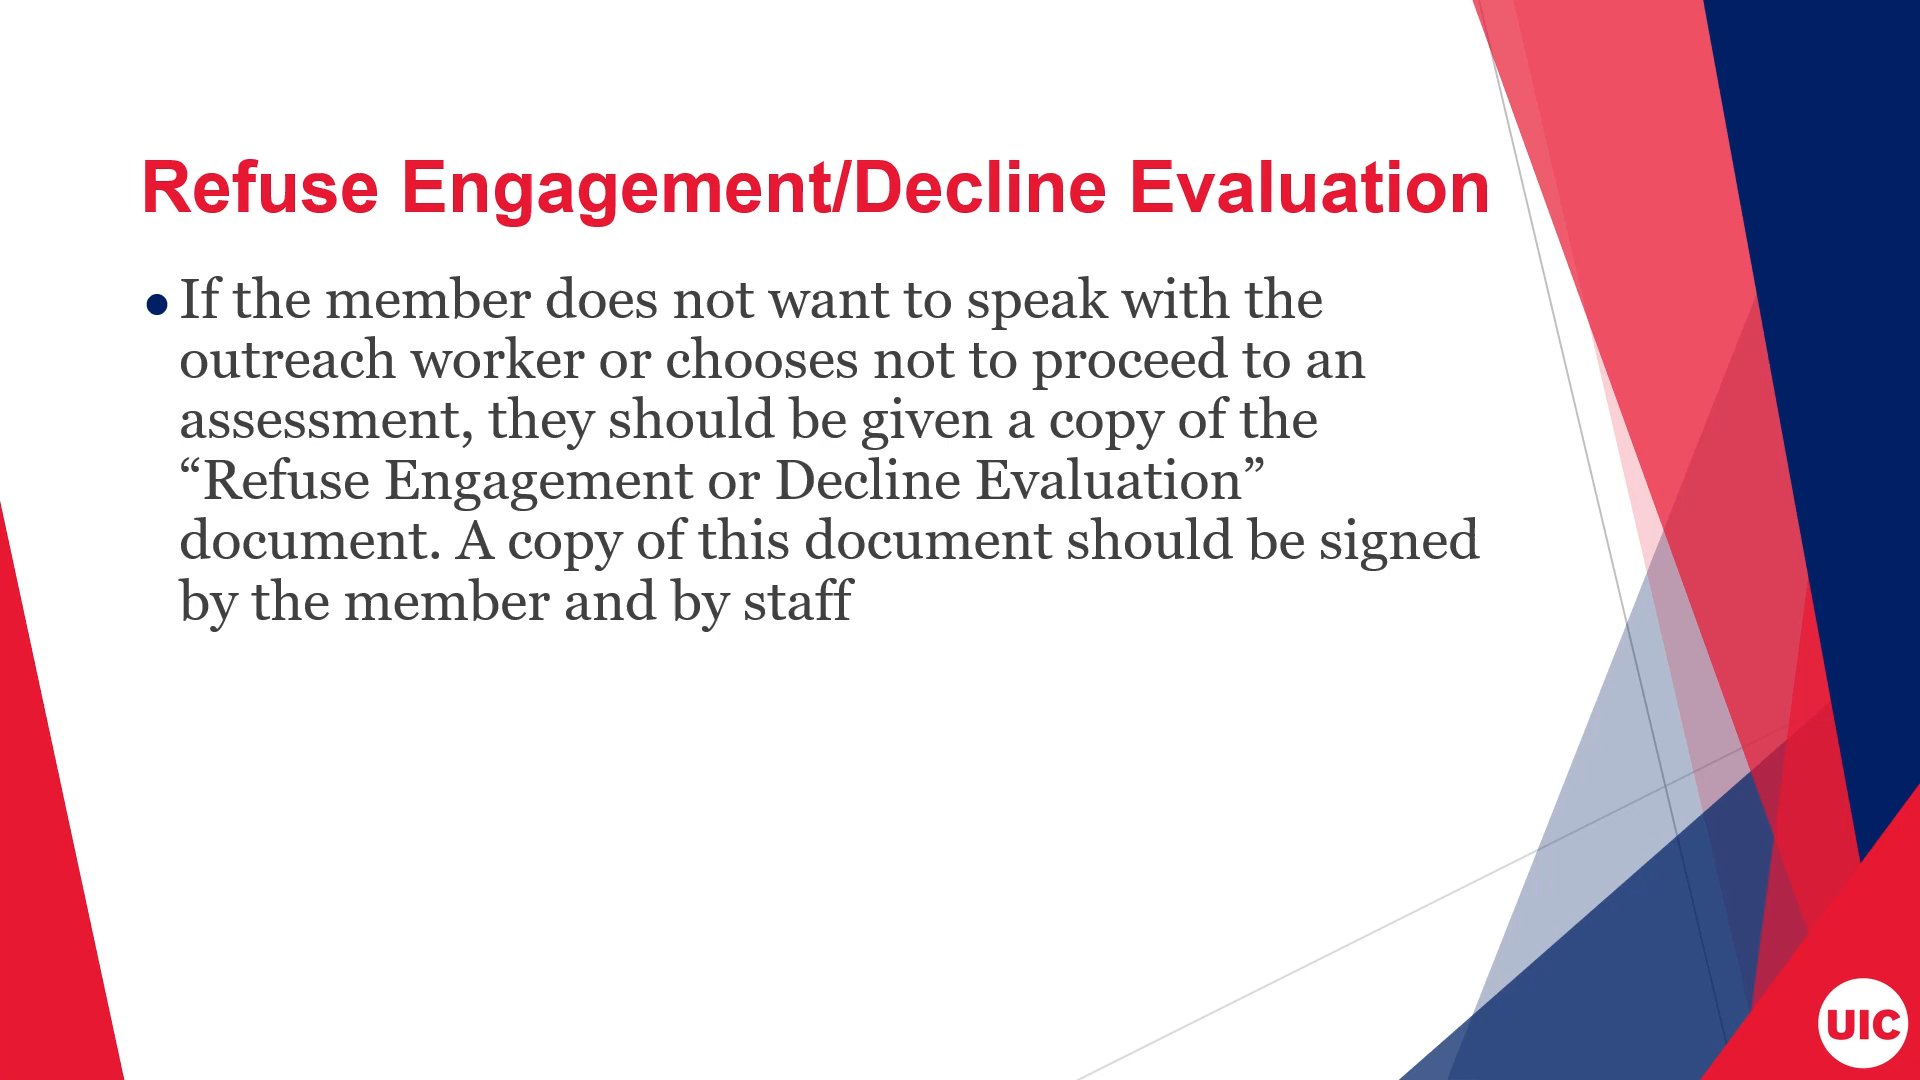 Refuse Engagement/Decline Evaluation
• If the member does not want to speak with the
outreach worker or chooses not to proceed to an
assessment, they should be given a copy of the
“Refuse Engagement or Decline Evaluation”
document. A copy of this document should be signed
by the member and by staff
UIC